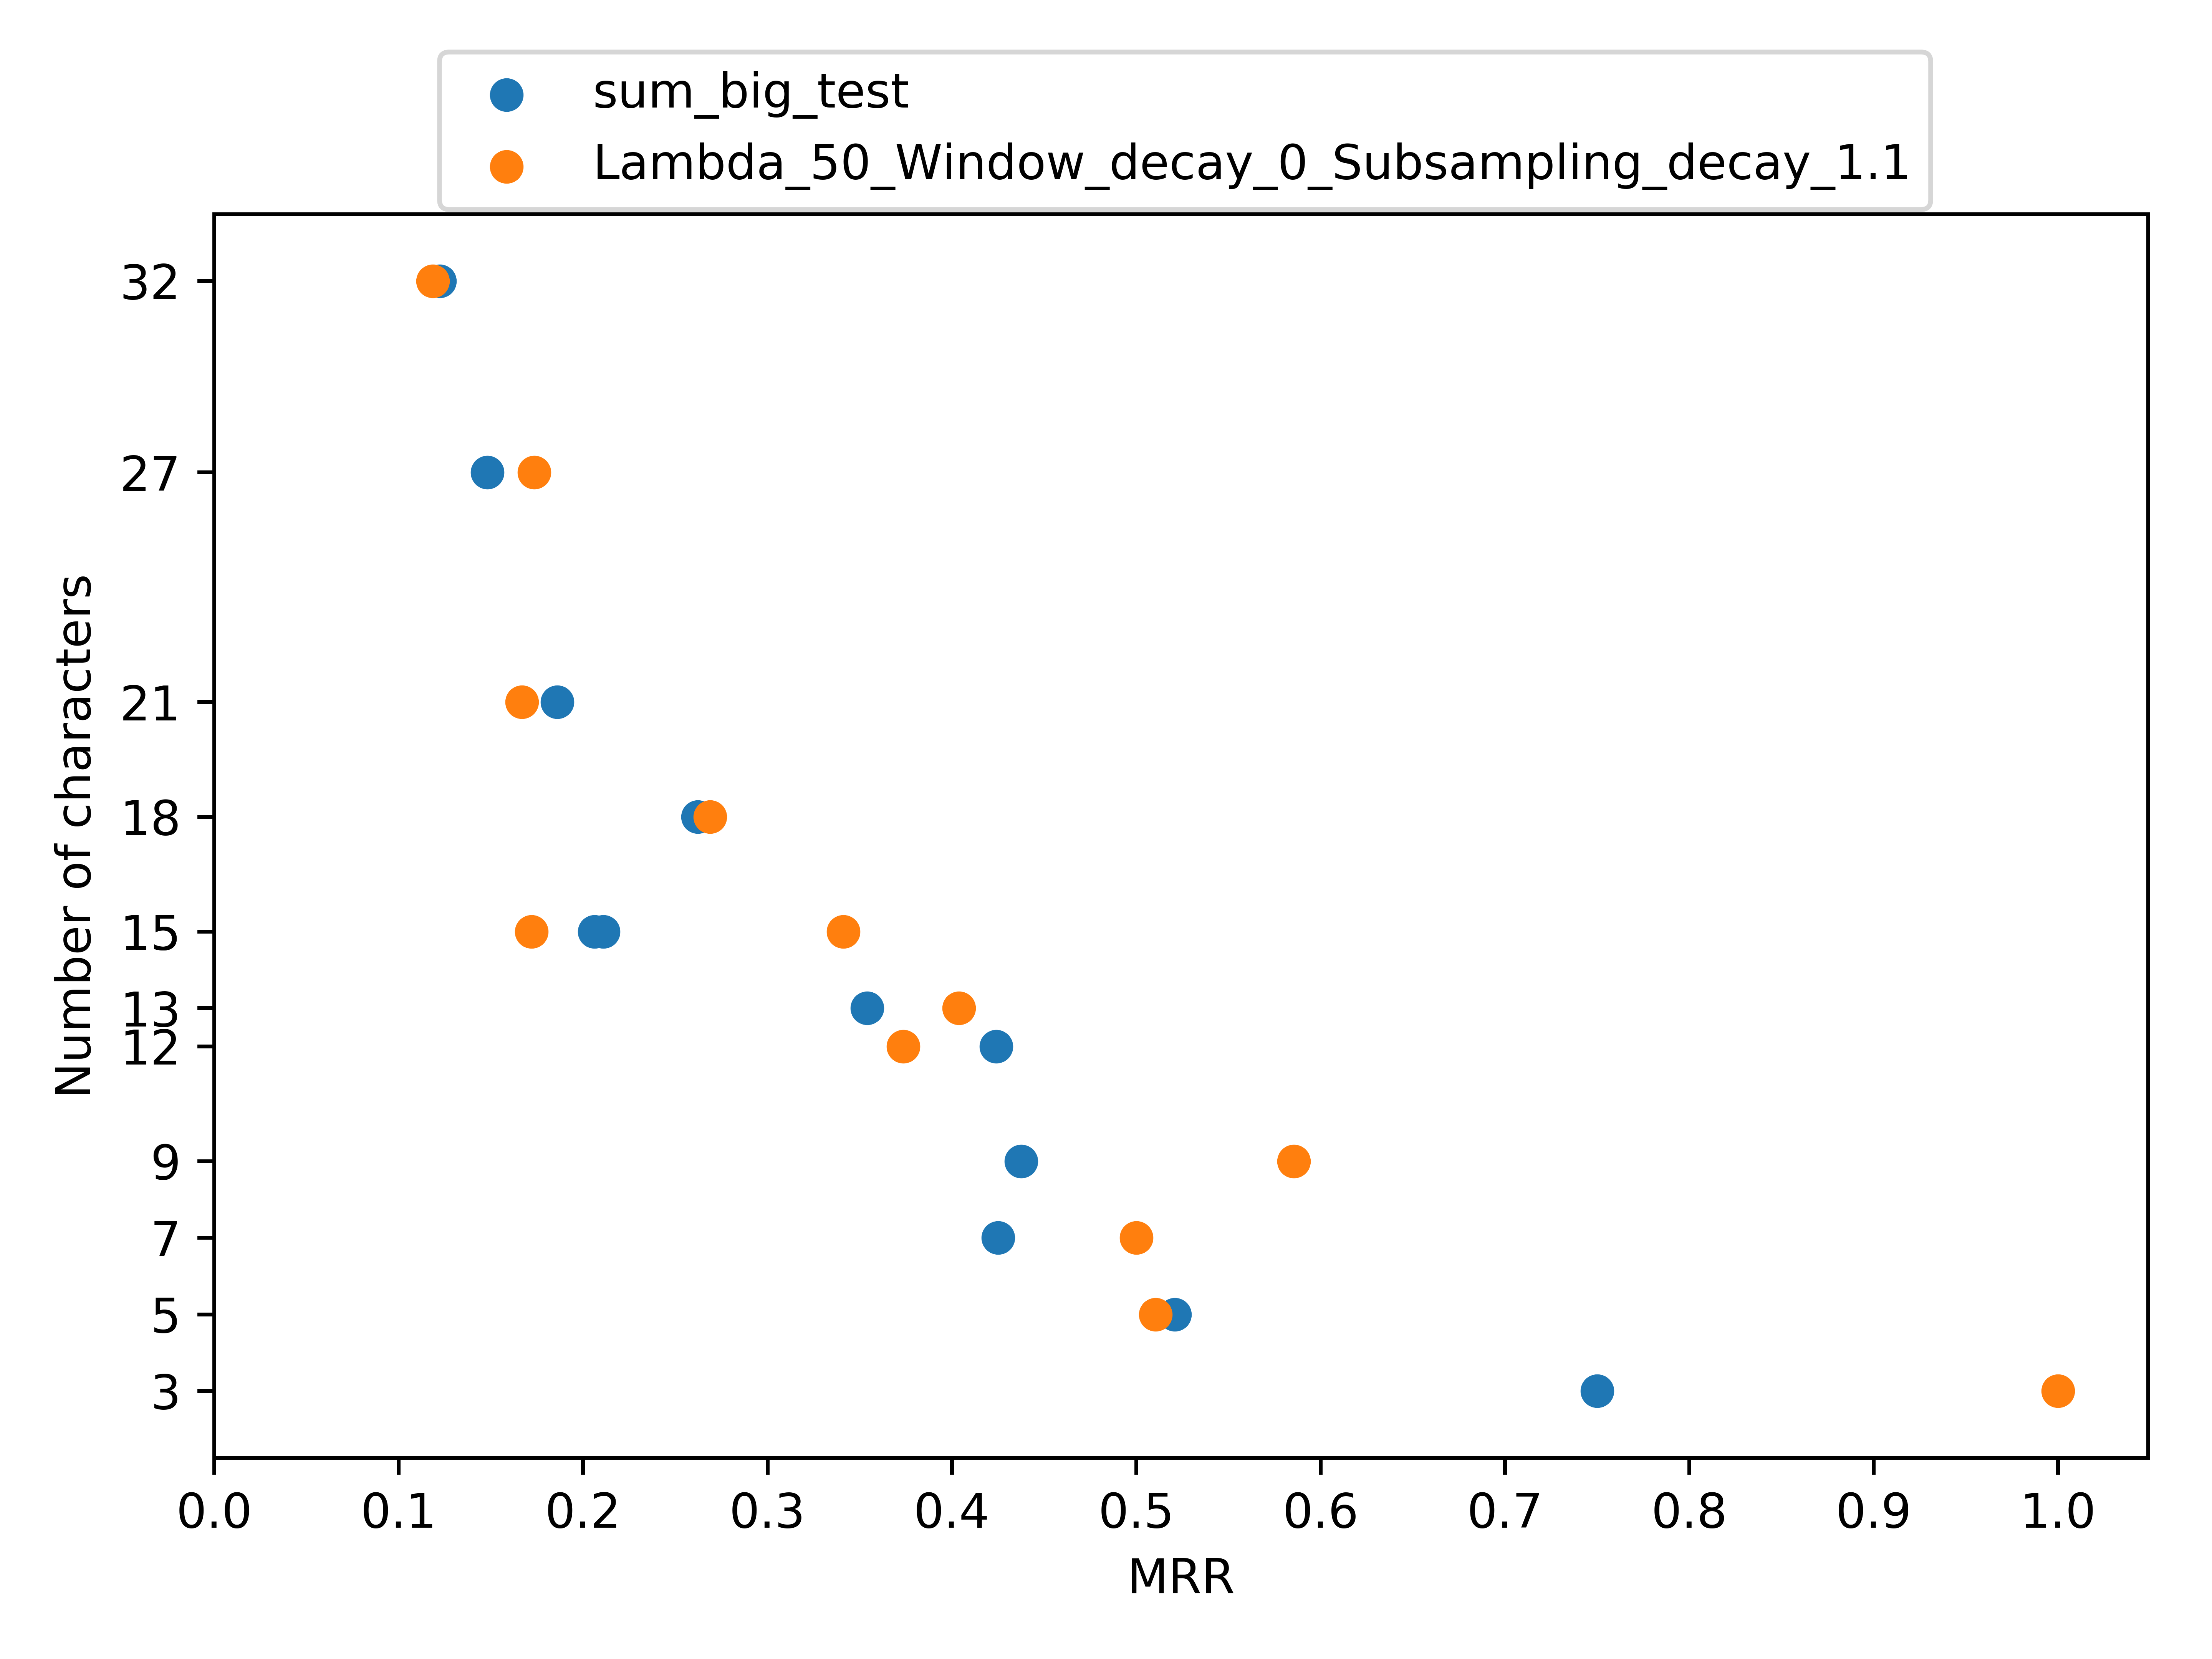 sum_big_test
Lambda_50_Window_decay_0_Subsampling_decay_1.1
Number of characters
32
27
21
18
15
13
12
9
7
5
3
0.0 0.1 0.2 0.3 0.4 0.5 0.6 0.7 0.8 0.9 1.0
MRR